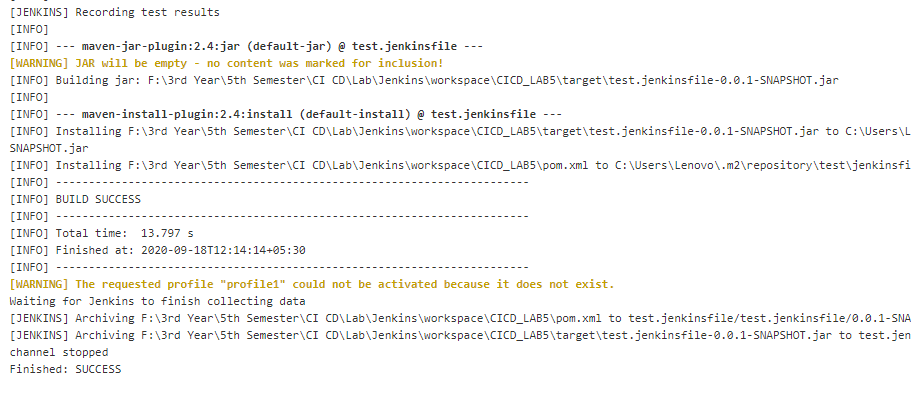 [JENKINS] Recording test results
[INFO]
[INFO] --- maven-jar-plugin:2.4:jar (default-jar) @ test.jenkinsfile ---
[WARNING] JAR will be empty - no content was marked for inclusion!
[INFO] Building jar: F:\3rd Year\5th Semester\CI CD\Lab\Jenkins\workspace\CICD_LAB5\target\test.jenkinsfile-0.0.1-SNAPSHOT.jar
[INFO]
[INFO] --- maven-install-plugin:2.4:install (default-install) @ test.jenkinsfile ---
[INFO] Installing F:\3rd Year\5th Semester\CI CD\Lab\Jenkins\workspace\CICD_LAB5\target\test.jenkinsfile-0.0.1-SNAPSHOT.jar to C:\Users\L
SNAPSHOT.jar
[INFO] Installing F:\3rd Year\5th Semester\CI CD\Lab\Jenkins\workspace\CICD_LAB5\pom.xml to C:\Users\Lenovo\.m2\repository\test\jenkinsfi
[INFO] ------------------------------------------------------------------------
[INFO] BUILD SUCCESS
[INFO] ------------------------------------------------------------------------
[INFO] Total time:  13.797 s
[INFO] Finished at: 2020-09-18T12:14:14+05:30
[INFO] ------------------------------------------------------------------------
[WARNING] The requested profile "profile1" could not be activated because it does not exist.
Waiting for Jenkins to finish collecting data
[JENKINS] Archiving F:\3rd Year\5th Semester\CI CD\Lab\Jenkins\workspace\CICD_LAB5\pom.xml to test.jenkinsfile/test.jenkinsfile/0.0.1-SNA
[JENKINS] Archiving F:\3rd Year\5th Semester\CI CD\Lab\Jenkins\workspace\CICD_LAB5\target\test.jenkinsfile-0.0.1-SNAPSHOT.jar to test.jen
channel stopped
Finished: SUCCESS